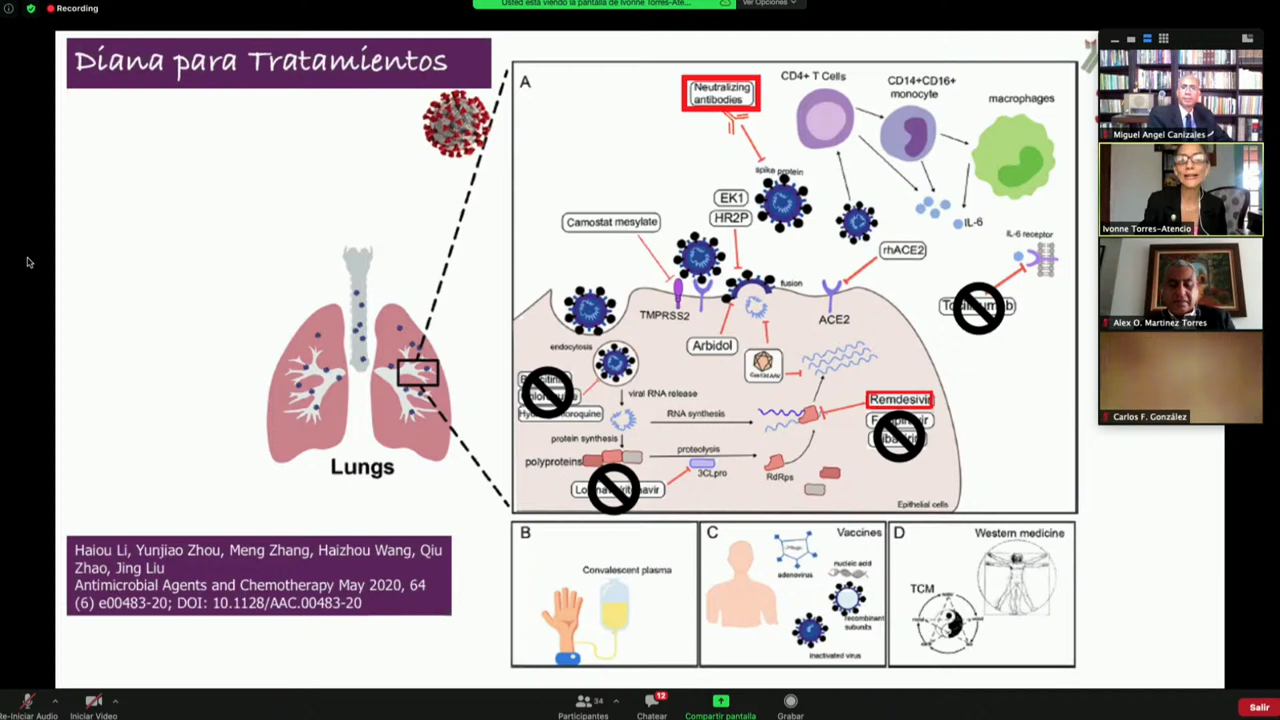 Recording
Usted está viendo la pantalla de Ivonne Torres-Ate...
Ver Opciones
Diana para Tratamientos
A
Neutralizing
antibodies
CD4+ T Cells
CD14+CD16+
monocyte
macrophages
spike protein
EK1
HR2P
Camostat mesylate
IL-6
IL-6 receptor
rhACE2
fusion
TMPRSS2
ACE2
Arbidol
endocytosis
viral RNA release
RNA synthesis
Remdesivir
protein synthesis
proteolysis
polyproteins
3CLpro
RdRps
Epithelial cells
Lungs
Haiou Li, Yunjiao Zhou, Meng Zhang, Haizhou Wang, Qiu
Zhao, Jing Liu
Antimicrobial Agents and Chemotherapy May 2020, 64
(6) e00483-20; DOI: 10.1128/AAC.00483-20
B
Convalescent plasma
C
Vaccines
adenovirus
nucleic acid
recombinant
subunits
inactivated virus
D
Western medicine
TCM
Miguel Angel Canizales
Ivonne Torres-Atencio
Alex O. Martinez Torres
Carlos F. González
Re-Iniciar Audio
Iniciar Video
34
Participantes
12
Chatear
Compartir pantalla
Grabar
Salir